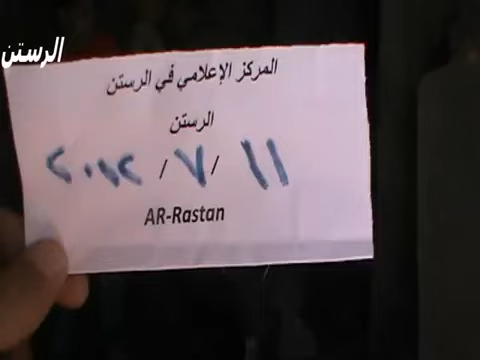 الرستن
المركز الإعلامي في الرستن
الرستن
١١ / ٧ / ٢٠١٢
AR-Rastan